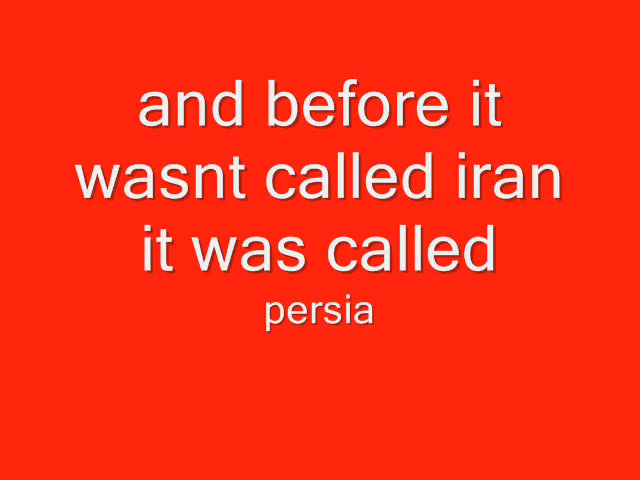 and before it
wasnt called iran
it was called
persia